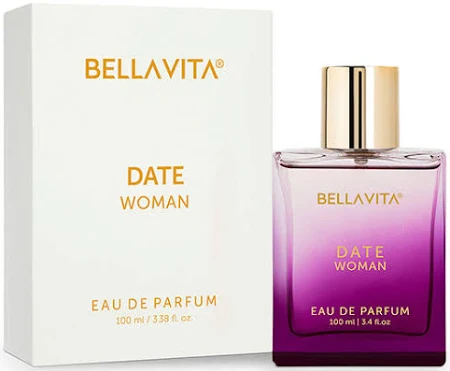 BELLAVITA®
DATE
WOMAN
EAU DE PARFUM
100 ml / 3.38 fl. oz.
BELLAVITA®
DATE
WOMAN
EAU DE PARFUM
100 ml | 3.4 fl.oz